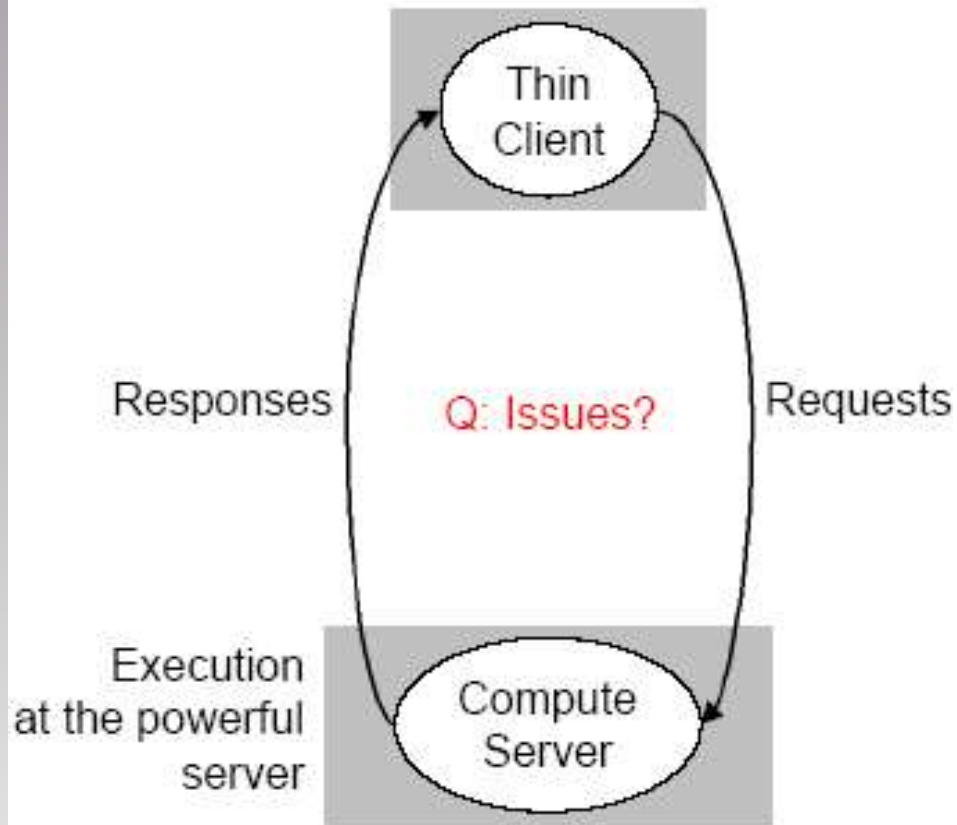 Thin
Client
Responses
Q: Issues?
Requests
Execution
at the powerful
server
Compute
Server